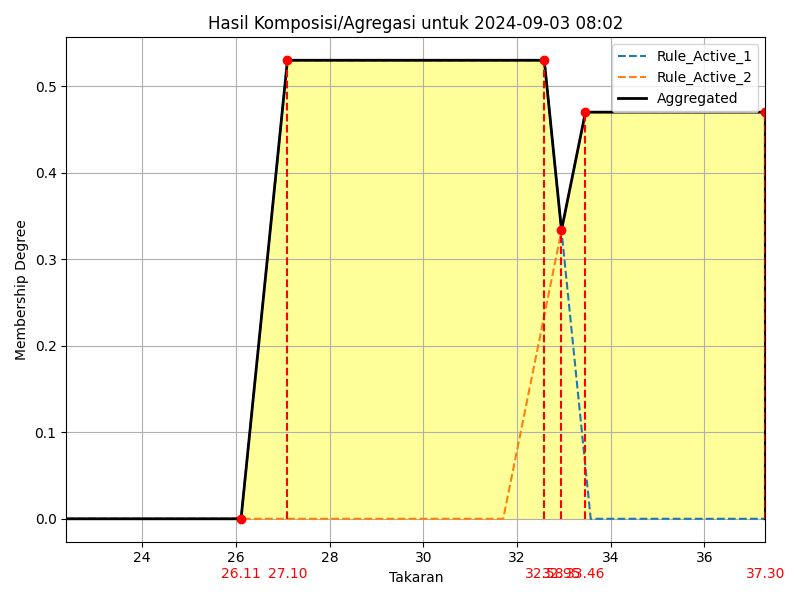 Hasil Komposisi/Agregasi untuk 2024-09-03 08:02
Rule_Active_1
Rule_Active_2
Aggregated
Membership Degree
0.5
0.4
0.3
0.2
0.1
0.0
24 26 28 30 32 34 36
26.11 27.10 33.46 37.30
Takaran